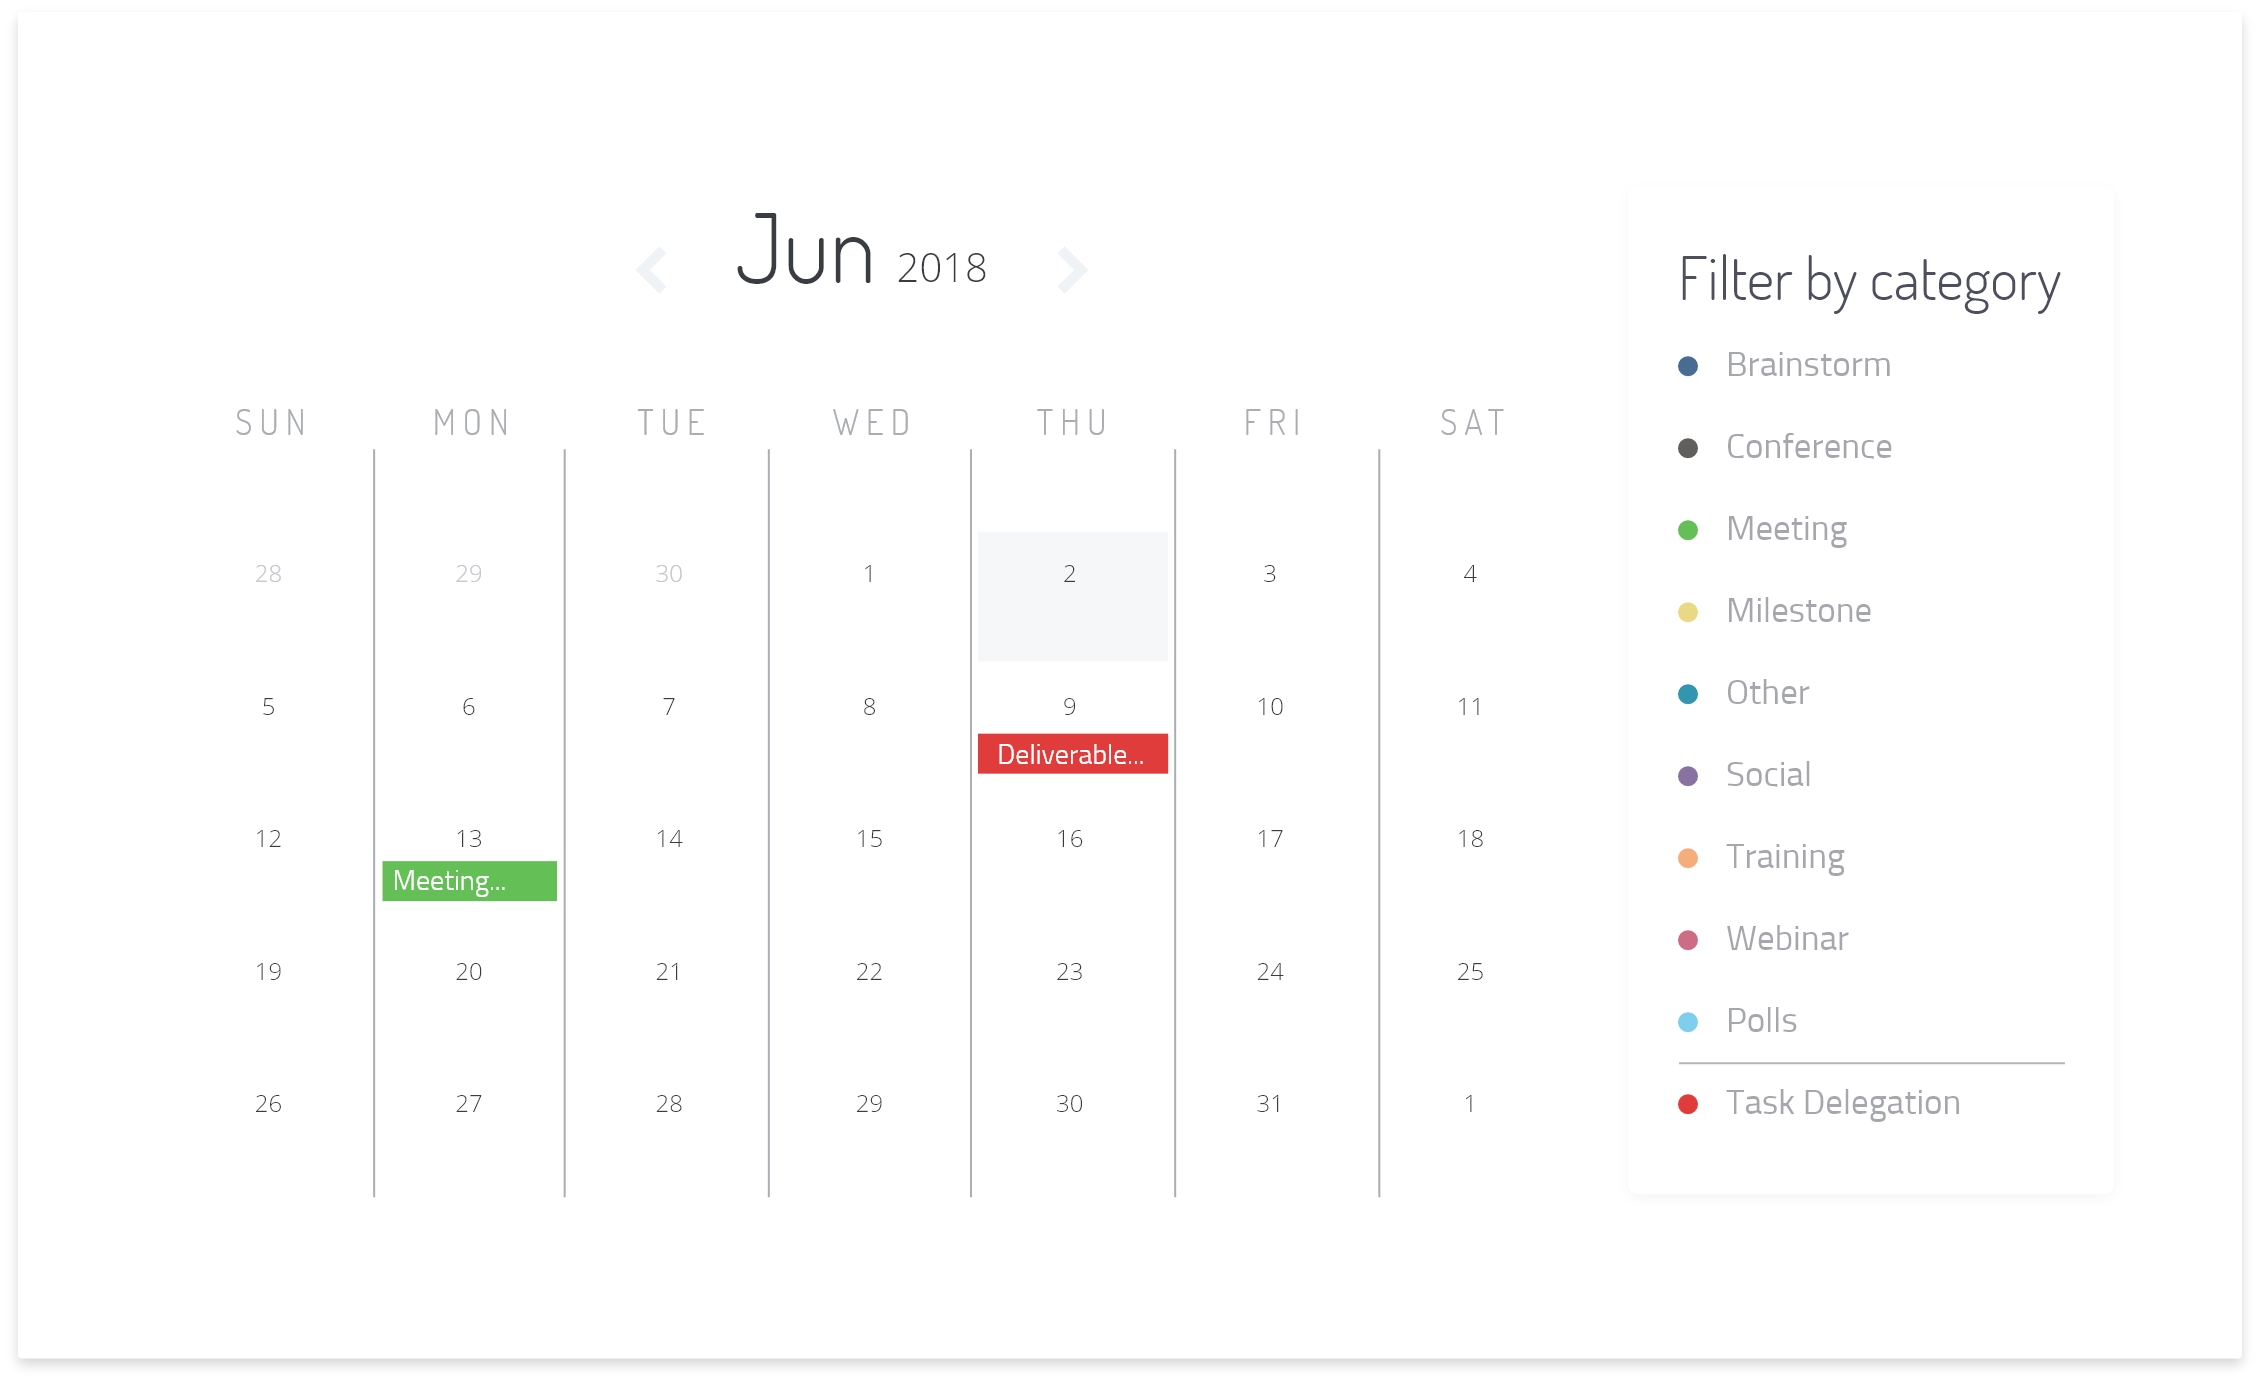 Jun 2018
SUN MON TUE WED THU FRI SAT
28 29 30 1 2 3 4
5 6 7 8 9 10 11
Deliverable...
12 13 14 15 16 17 18
Meeting...
19 20 21 22 23 24 25
26 27 28 29 30 31 1
Filter by category
Brainstorm
Conference
Meeting
Milestone
Other
Social
Training
Webinar
Polls
Task Delegation